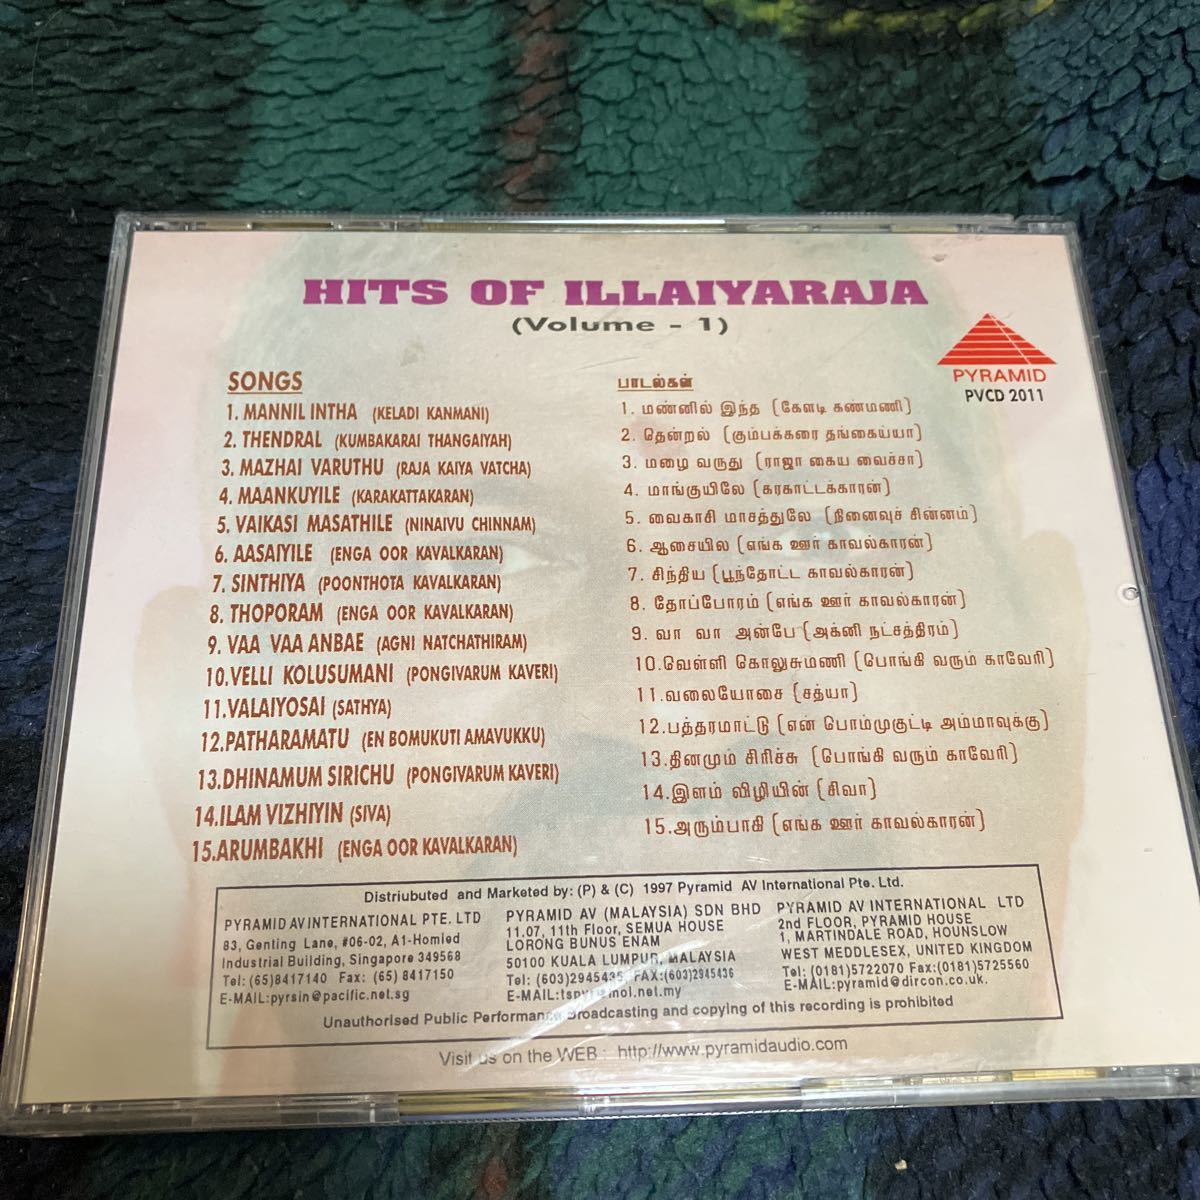 HITS OF ILLAIYARAJA
(Volume - 1)
PYRAMID
PVCD 2011
SONGS
1. MANNIL INTHA (KELADI KANMANI)
2. THENDRAL (KUMBAKARAI THANGAIYAH)
3. MAZHAI VARUTHU (RAJA KAIYA VATCHA)
4. MAANKUYILE (KARAKATTAKARAN)
5. VAIKASI MASATHILE (NINAIVU CHINNAM)
6. AASAIYILE (ENGA OOR KAVALKARAN)
7. SINTHIYA (POONTHOTA KAVALKARAN)
8. THOPORAM (ENGA OOR KAVALKARAN)
9. VAA VAA ANBAE (AGNI NATCHATHIRAM)
10.VELLI KOLUSUMANI (PONGIVARUM KAVERI)
11.VALAIYOSAI (SATHYA)
12.PATHARAMATU (EN BOMUKUTI AMAVUKKU)
13.DHINAMUM SIRICHU (PONGIVARUM KAVERI)
14.ILAM VIZHIYIN (SIVA)
15.ARUMBAKHI (ENGA OOR KAVALKARAN)
பாடல்கள்
1. மண்னில் இந்த (கேளடி கண்மணி)
2. தென்றல் (கும்பக்கரை தங்கைய்யா)
3. மழை வருது (ராஜா கைய வைச்சா)
4. மாங்குயிலே (கரகாட்டக்காரன்)
5. வைகாசி மாசத்துலே (நினைவுச் சின்னம்)
6. ஆசையில (எங்க ஊர் காவல்காரன்)
7. சிந்திய (பூந்தோட்ட காவல்காரன்)
8. தோப்போரம் (எங்க ஊர் காவல்காரன்)
9. வா வா அன்பே (அக்னி நட்சத்திரம்)
10.வெள்ளி கொலுசுமணி (பொங்கி வரும் காவேரி)
11.வலையோசை (சத்யா)
12.பத்தரமாட்டு (என் பொம்முகுட்டி அம்மாவுக்கு)
13.தினமும் சிரிச்சு (பொங்கி வரும் காவேரி)
14.இளம் விழியின் (சிவா)
15.அரும்பாகி (எங்க ஊர் காவல்காரன்)
Distriubuted and Marketed by: (P) & (C) 1997 Pyramid AV International Pte. Ltd.
PYRAMID AV INTERNATIONAL PTE. LTD
83, Genting Lane, #06-02, A1-Homied
Industrial Building, Singapore 349568
Tel: (65)8417140 Fax: (65) 8417150
E-MAIL:pyrsin@pacific.net.sg
PYRAMID AV (MALAYSIA) SDN BHD
11.07, 11th Floor, SEMUA HOUSE
LORONG BUNUS ENAM
50100 KUALA LUMPUR, MALAYSIA
Tel: (603)2945435 FAX:(603)2945436
PYRAMID AV INTERNATIONAL LTD
2nd FLOOR, PYRAMID HOUSE
1, MARTINDALE ROAD, HOUNSLOW
WEST MEDDLESEX, UNITED KINGDOM
Tel: (0181)5722070 Fax:(0181)5725560
E-MAIL:pyramid@dircon.co.uk.
Unauthorised Public Performance Broadcasting and copying of this recording is prohibited
Visit us on the WEB : http://www.pyramidaudio.com